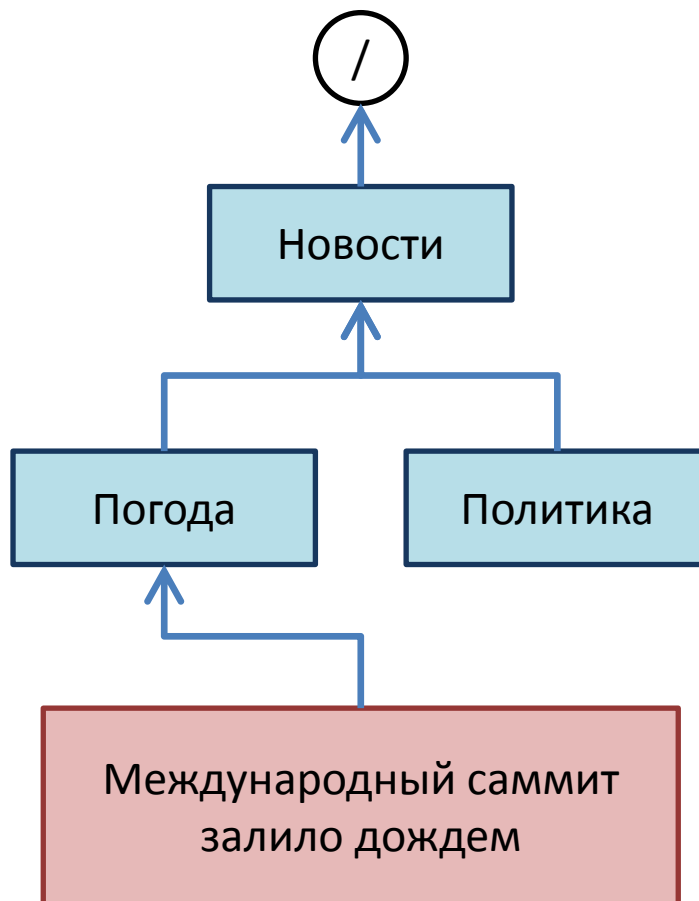 /
Новости
Погода
Политика
Международный саммит
залило дождем